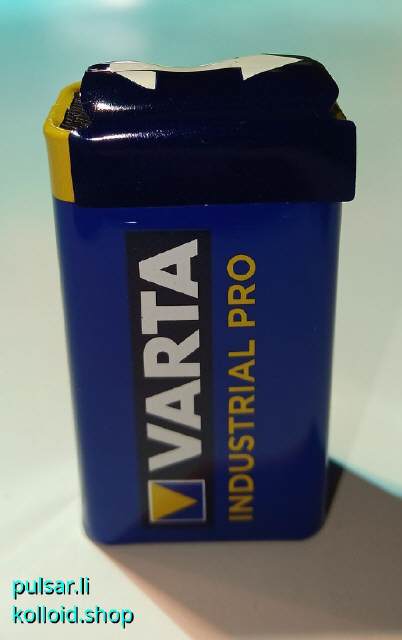 VARTA
INDUSTRIAL PRO
pulsar.li
kolloid.shop